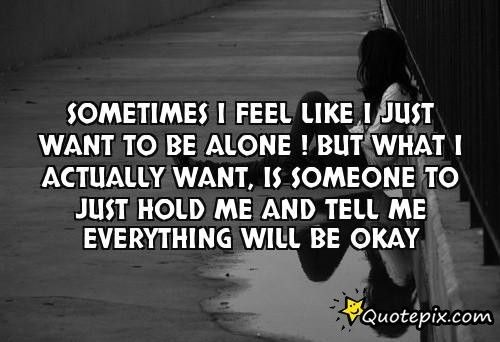 SOMETIMES I FEEL LIKE I JUST
WANT TO BE ALONE ! BUT WHAT I
ACTUALLY WANT, IS SOMEONE TO
JUST HOLD ME AND TELL ME
EVERYTHING WILL BE OKAY
Quotepix.com